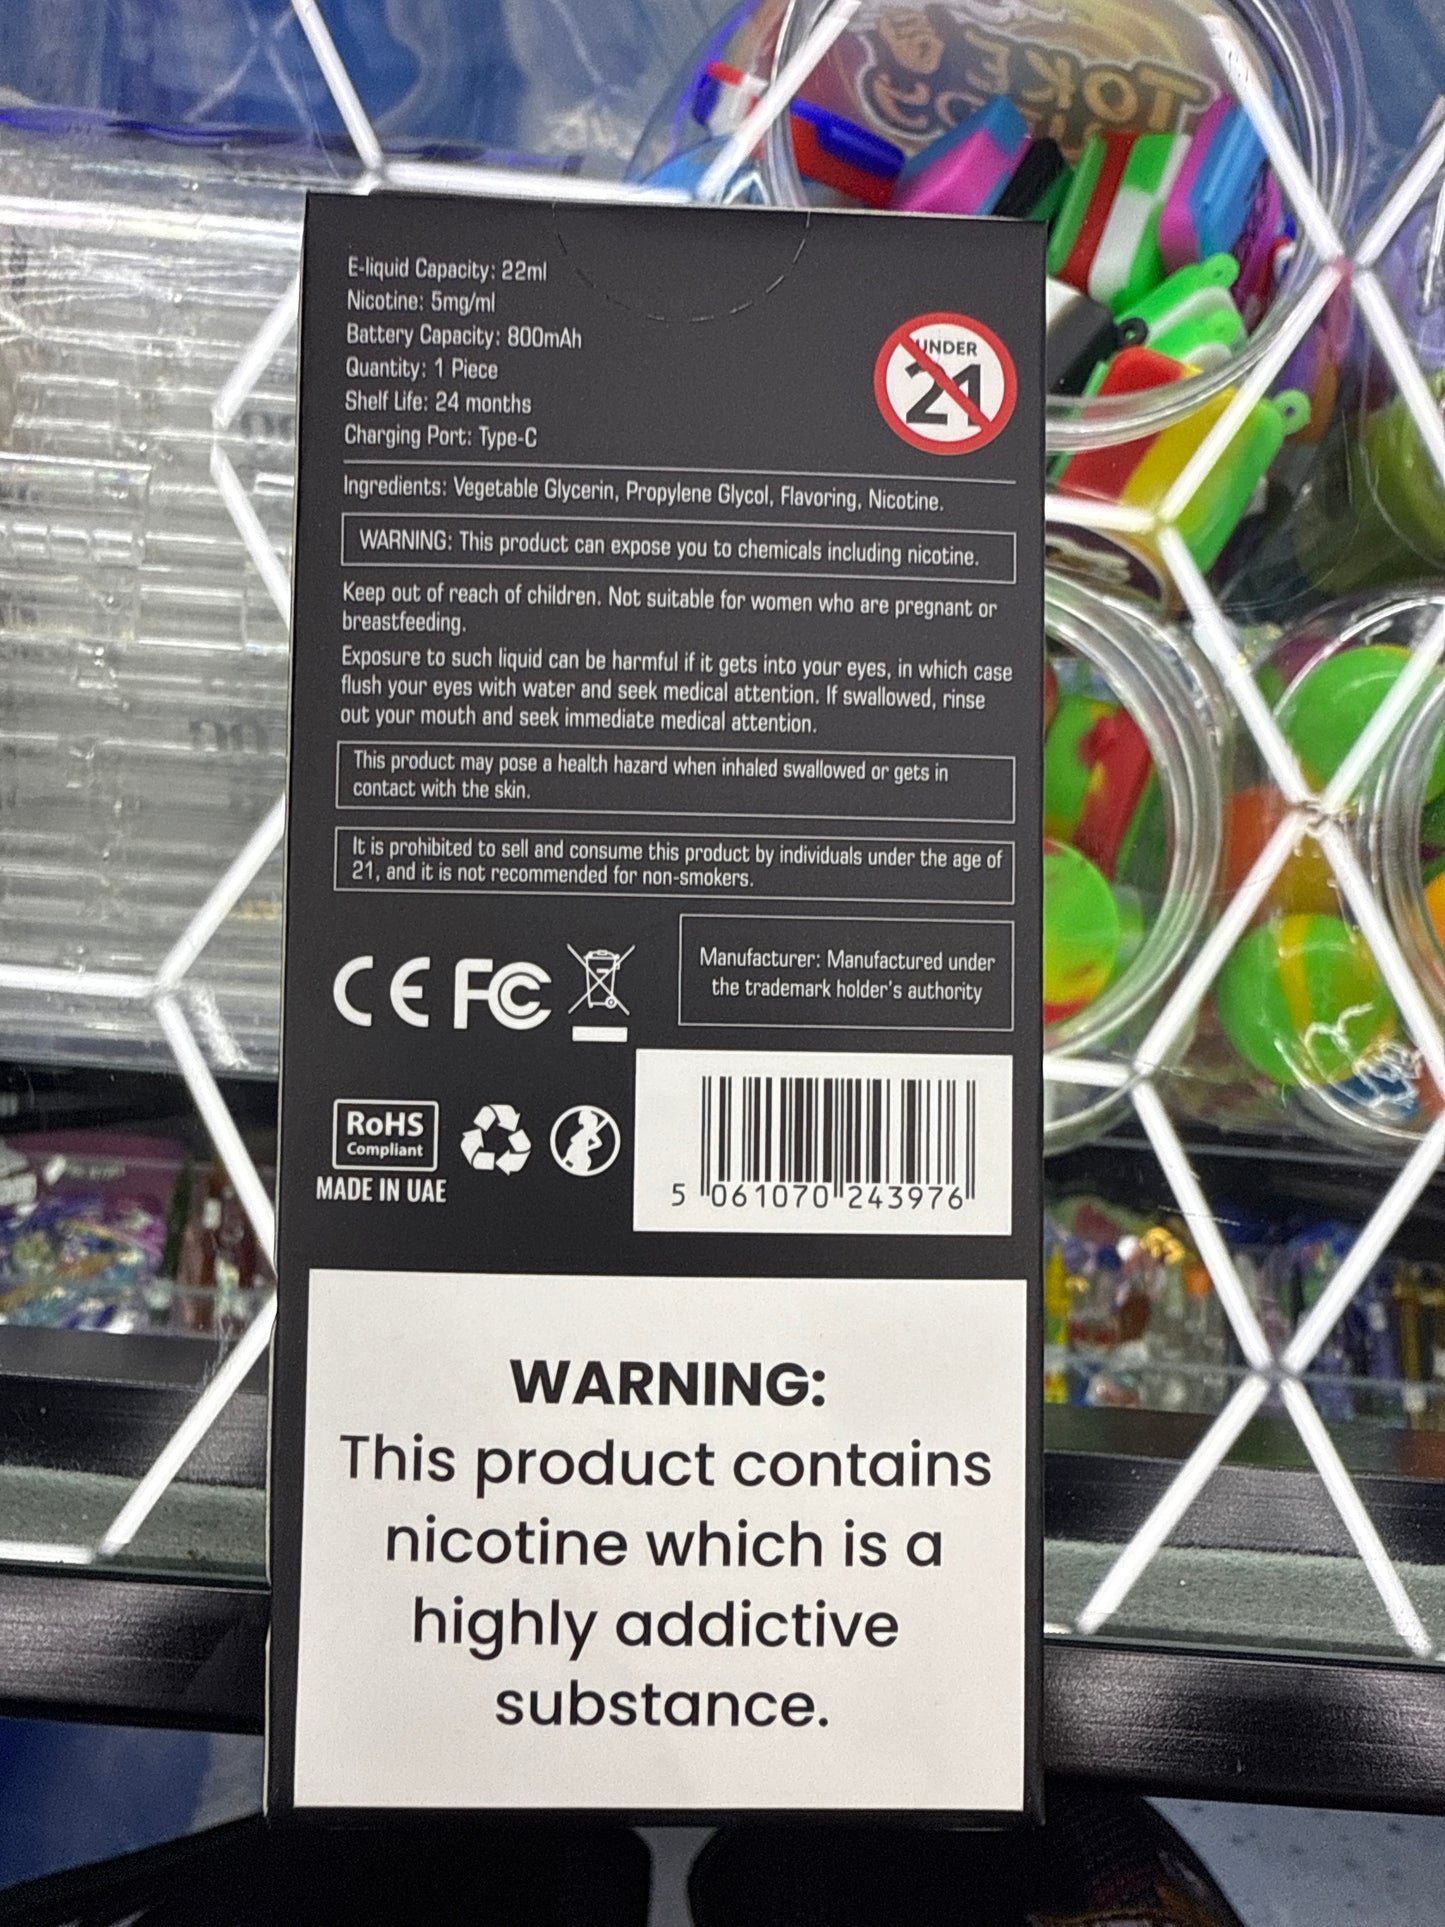 TOKE
E-liquid Capacity: 22ml
Nicotine: 5mg/ml
Battery Capacity: 800mAh
Quantity: 1 Piece
Shelf Life: 24 months
Charging Port: Type-C
UNDER
21
Ingredients: Vegetable Glycerin, Propylene Glycol, Flavoring, Nicotine.
WARNING: This product can expose you to chemicals including nicotine.
Keep out of reach of children. Not suitable for women who are pregnant or
breastfeeding.
Exposure to such liquid can be harmful if it gets into your eyes, in which case
flush your eyes with water and seek medical attention. If swallowed, rinse
out your mouth and seek immediate medical attention.
This product may pose a health hazard when inhaled swallowed or gets in
contact with the skin.
It is prohibited to sell and consume this product by individuals under the age of
21, and it is not recommended for non-smokers.
CE FC
Manufacturer: Manufactured under
the trademark holder's authority
RoHS
Compliant
MADE IN UAE
5 061070 243976
WARNING:
This product contains
nicotine which is a
highly addictive
substance.